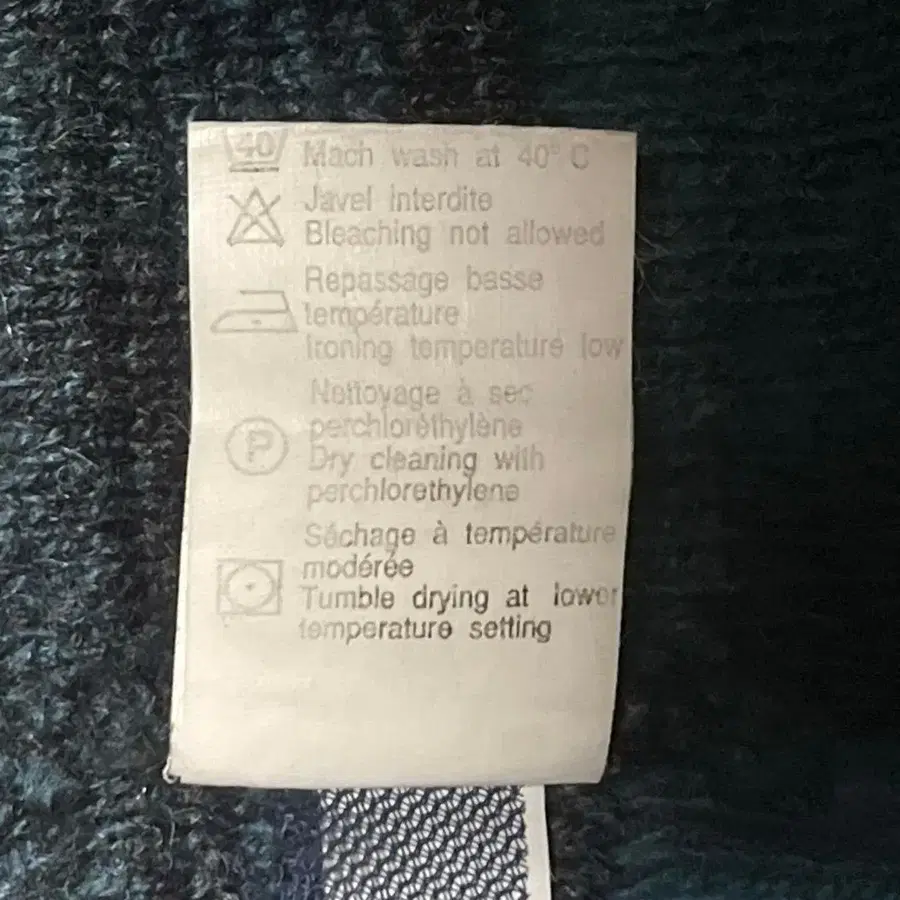 40 Mach wash at 40° C
Javel interdite
Bleaching not allowed
Repassage basse
température
Ironing temperature low
Nettoyage à sec
perchloréthylène
P
Dry cleaning with
perchlorethylene
Séchage à température
modérée
Tumble drying at lower
temperature setting